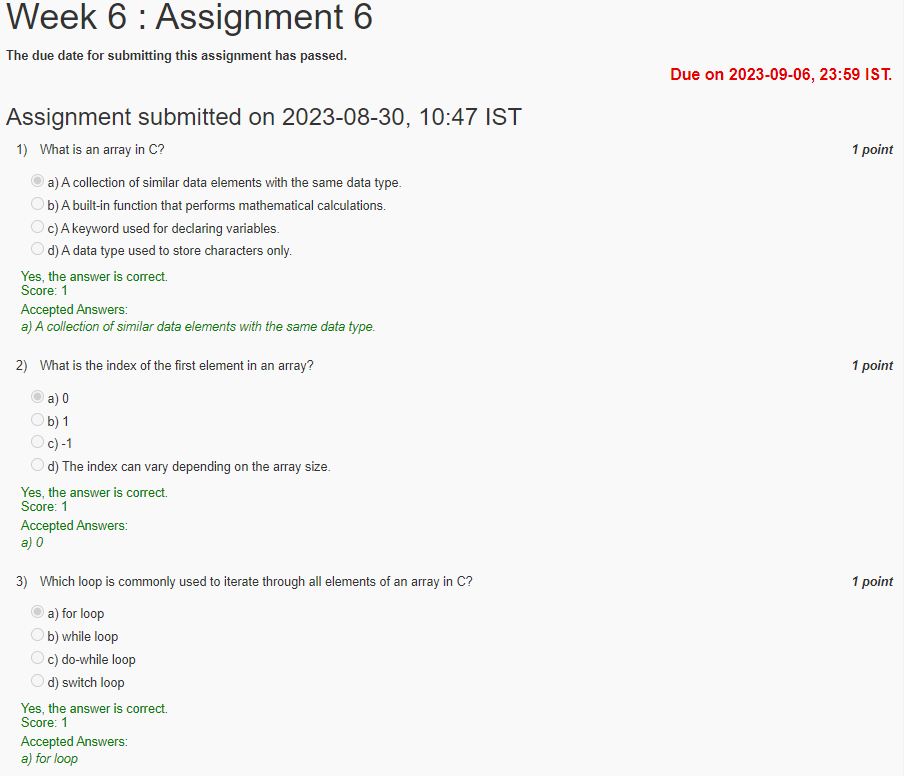 Week 6 : Assignment 6
The due date for submitting this assignment has passed.
Due on 2023-09-06, 23:59 IST.
Assignment submitted on 2023-08-30, 10:47 IST
1) What is an array in C? 1 point
a) A collection of similar data elements with the same data type.
b) A built-in function that performs mathematical calculations.
c) A keyword used for declaring variables.
d) A data type used to store characters only.
Yes, the answer is correct.
Score: 1
Accepted Answers:
a) A collection of similar data elements with the same data type.
2) What is the index of the first element in an array? 1 point
a) 0
b) 1
c) -1
d) The index can vary depending on the array size.
Yes, the answer is correct.
Score: 1
Accepted Answers:
a) 0
3) Which loop is commonly used to iterate through all elements of an array in C? 1 point
a) for loop
b) while loop
c) do-while loop
d) switch loop
Yes, the answer is correct.
Score: 1
Accepted Answers:
a) for loop